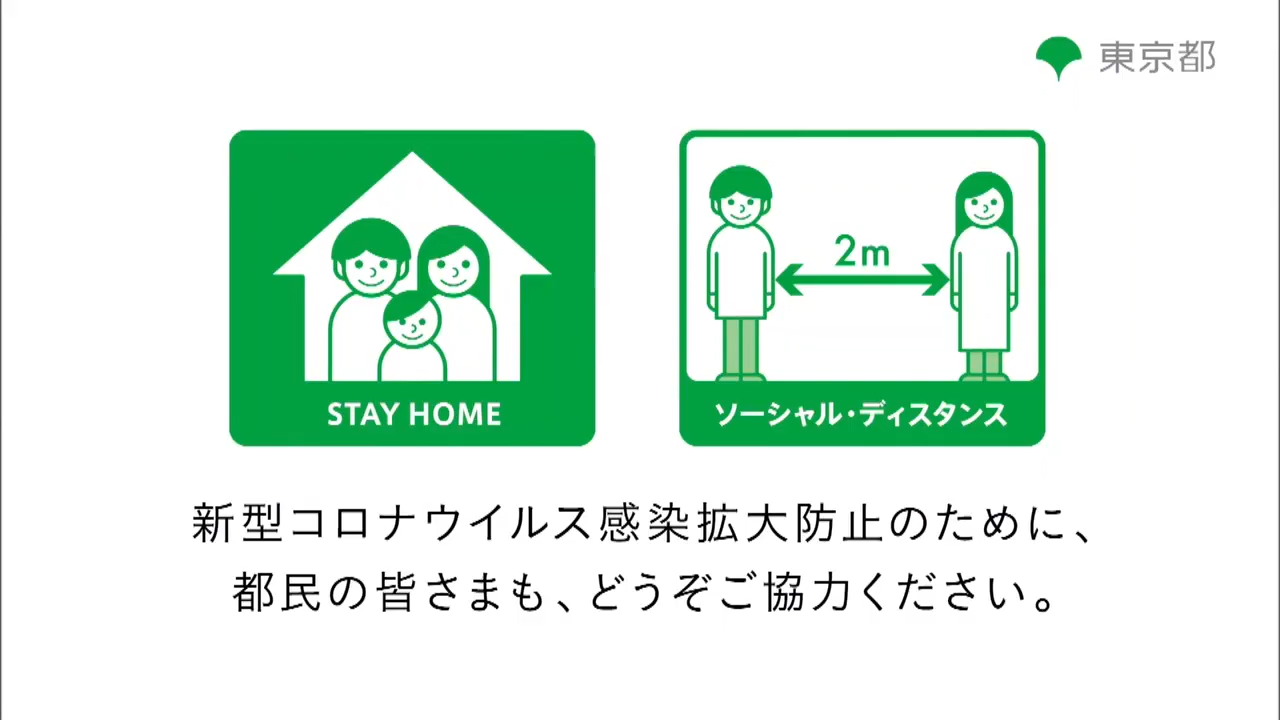 東京都
2m
STAY HOME
ソーシャル・ディスタンス
新型コロナウイルス感染拡大防止のために、
都民の皆さまも、どうぞご協力ください。